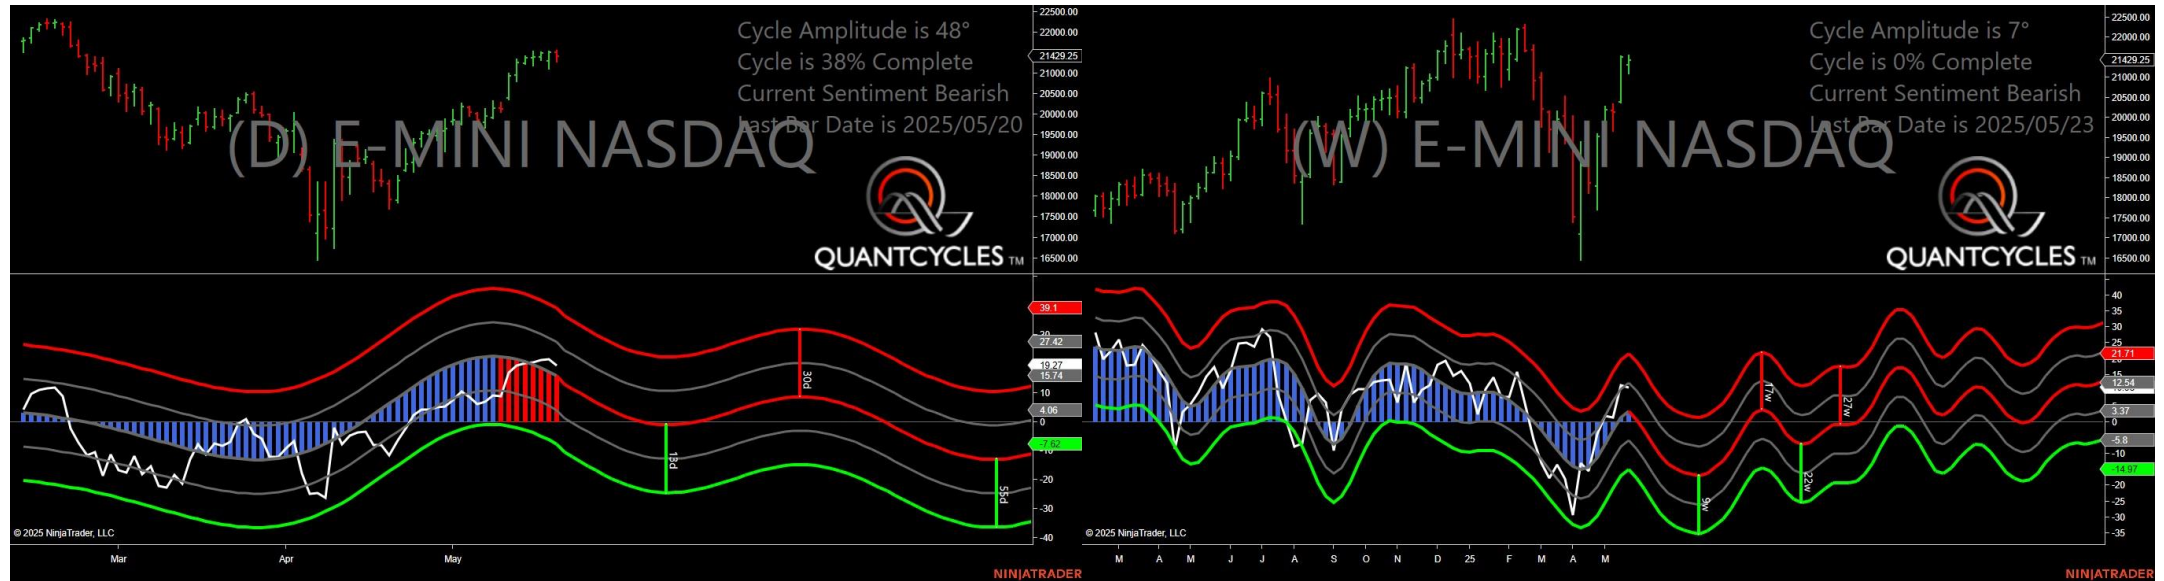 Cycle Amplitude is 48°
Cycle is 38% Complete
Current Sentiment Bearish
Last Bar Date is 2025/05/20
(D) E-MINI NASDAQ
QUANTCYCLES TM
22500.00
22000.00
21429.25
21000.00
20500.00
20000.00
19500.00
19000.00
18500.00
18000.00
17500.00
17000.00
16500.00
39.1
30
27.42
19.27
15.74
10
4.06
0
-7.62
-10
-20
-30
-40
13d
30d
55d
© 2025 NinjaTrader, LLC
Mar
Apr
May
NINJATRADER
Cycle Amplitude is 7°
Cycle is 0% Complete
Current Sentiment Bearish
Last Bar Date is 2025/05/23
(W) E-MINI NASDAQ
QUANTCYCLES TM
22500.00
22000.00
21429.25
21000.00
20500.00
20000.00
19500.00
19000.00
18500.00
18000.00
17500.00
17000.00
16500.00
40
35
30
25
21.71
15
12.54
5
3.37
0
-5.8
-10
-14.97
-20
-25
-30
-35
9w
17w
22w
27w
© 2025 NinjaTrader, LLC
M A M J J A S O N D 25 F M A M
NINJATRADER